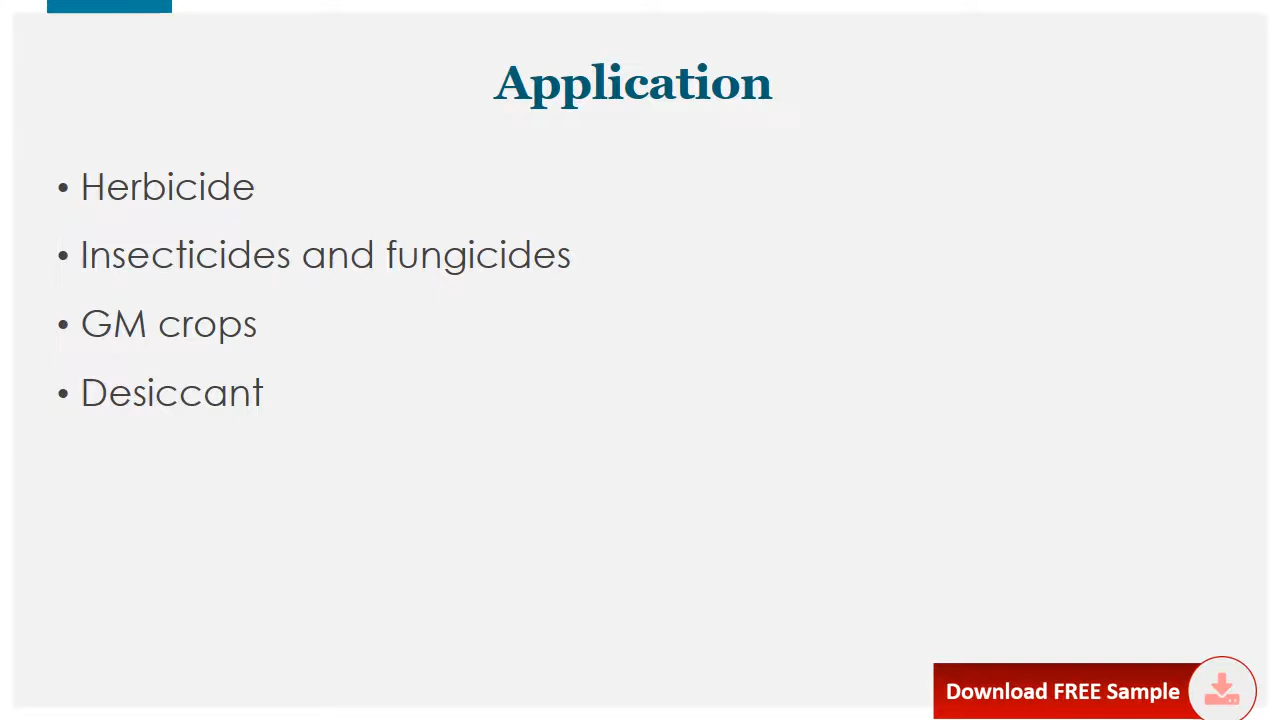 Application
• Herbicide
• Insecticides and fungicides
• GM crops
• Desiccant
Download FREE Sample